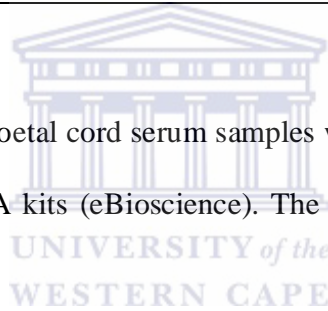 oetal cord serum samples v
A kits (eBioscience). The
UNIVERSITY of the
WESTERN CAPE